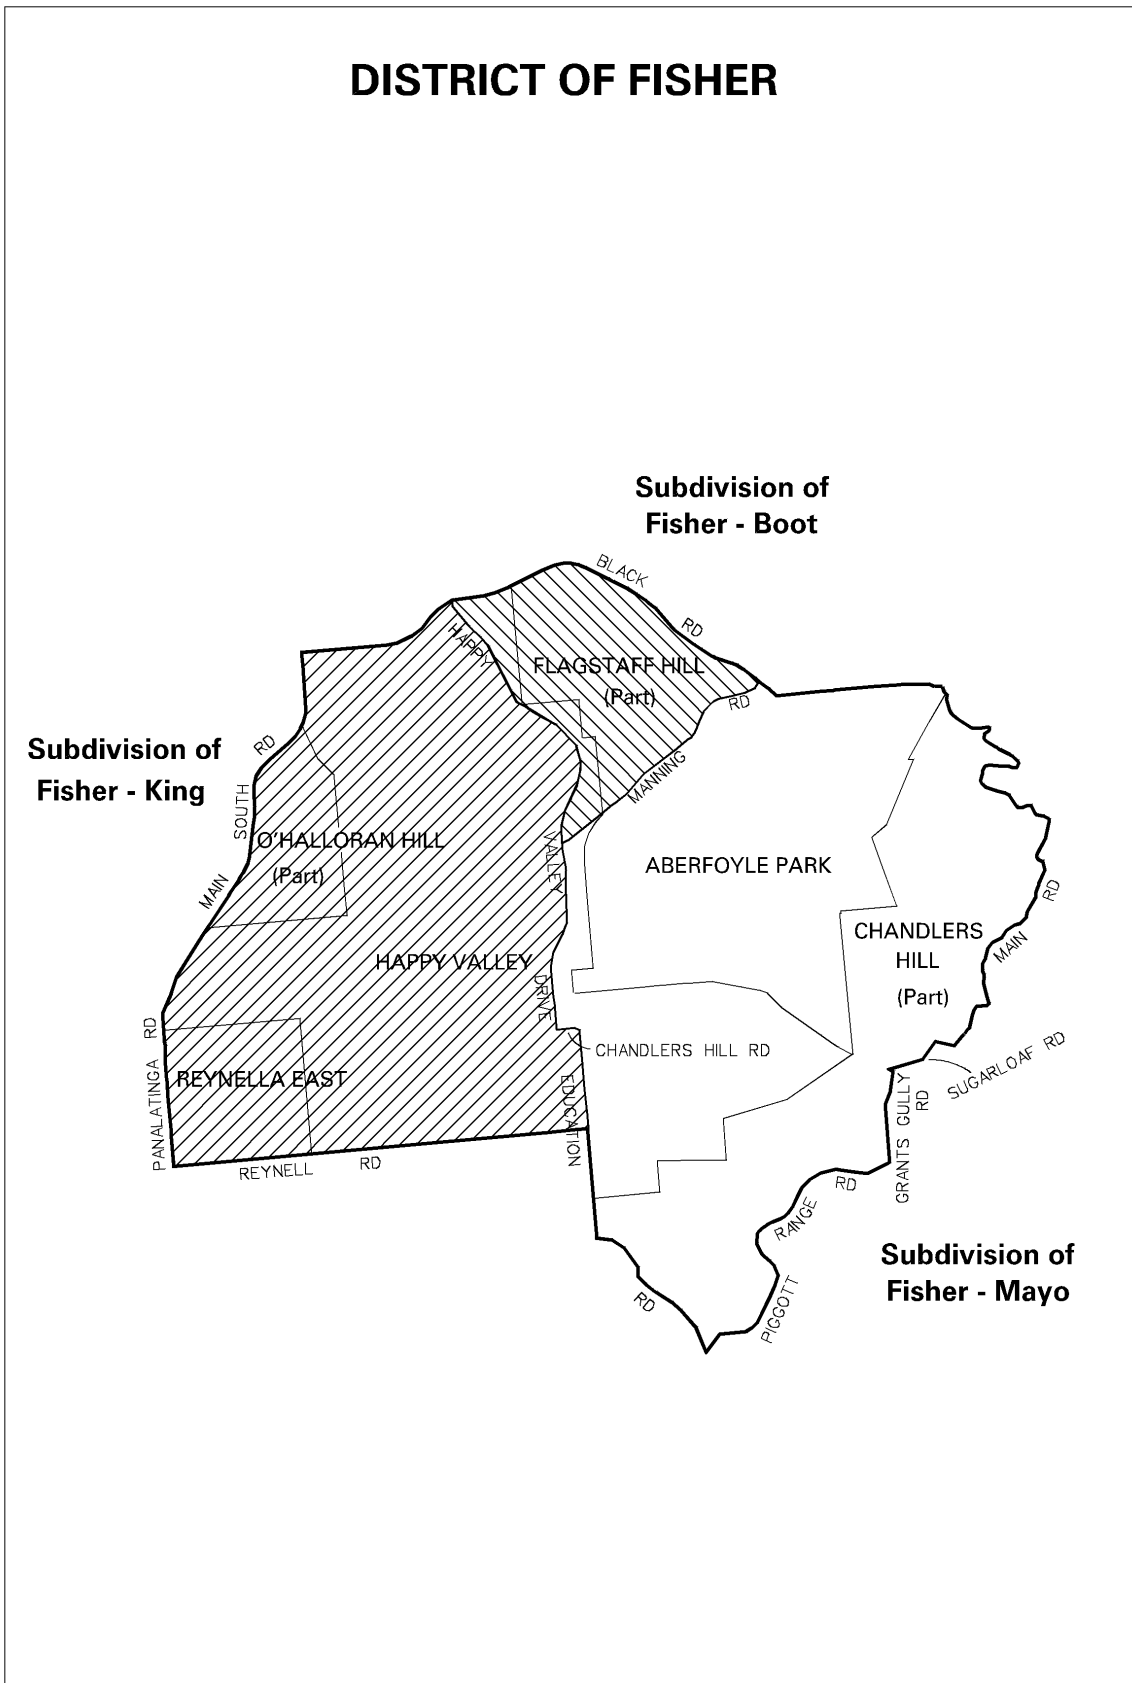 DISTRICT OF FISHER
Subdivision of
Fisher - Boot
BLACK
RD
HAPPY
FLAGSTAFF HILL
(Part)
RD
MANNING
Subdivision of
Fisher - King
RD
SOUTH
MAIN
O'HALLORAN HILL
(Part)
VALLEY
ABERFOYLE PARK
RD
MAIN
CHANDLERS
HILL
(Part)
HAPPY VALLEY
DRIVE
CHANDLERS HILL RD
SUGARLOAF RD
RD
PANALATINGA
REYNELLA EAST
EDUCATION
GRANTS GULLY
RD
REYNELL
RD
RD
RANGE
PIGGOTT
RD
Subdivision of
Fisher - Mayo